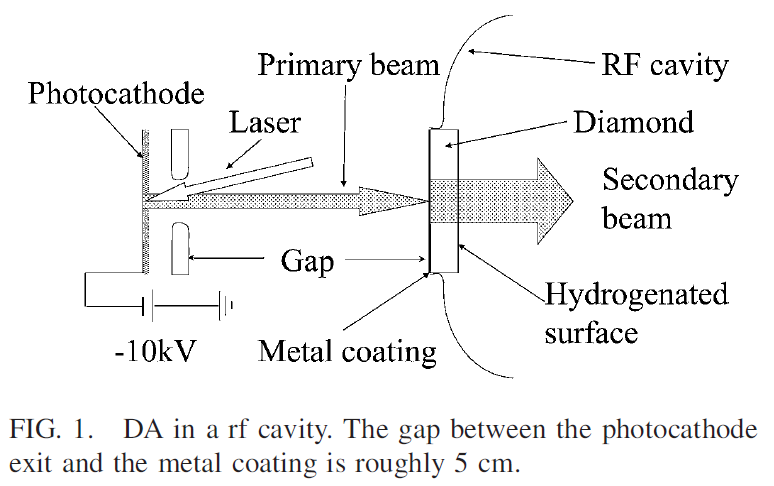 Primary beam
RF cavity
Photocathode
Laser
Diamond
Secondary
beam
Gap
Hydrogenated
surface
-10kV
Metal coating
FIG. 1. DA in a rf cavity. The gap between the photocathode
exit and the metal coating is roughly 5 cm.